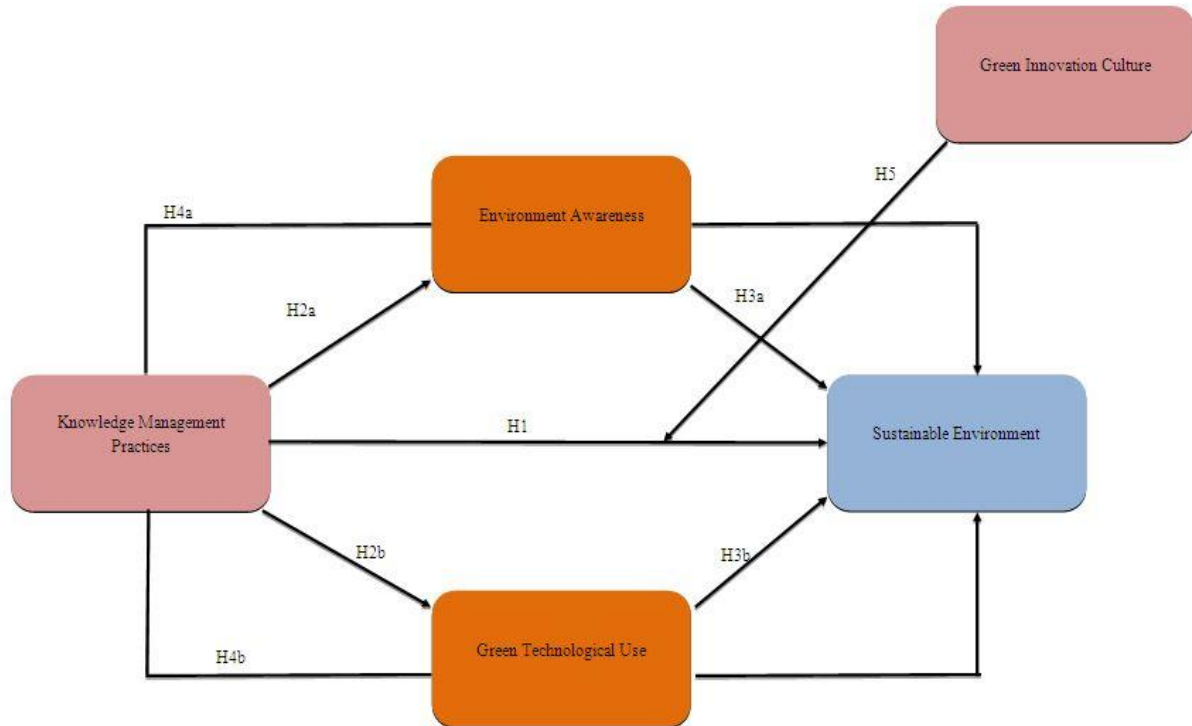 Green Innovation Culture
H5
H4a
Environment Awareness
H2a
H3a
Knowledge Management
Practices
H1
Sustainable Environment
H2b
H3b
Green Technological Use
H4b